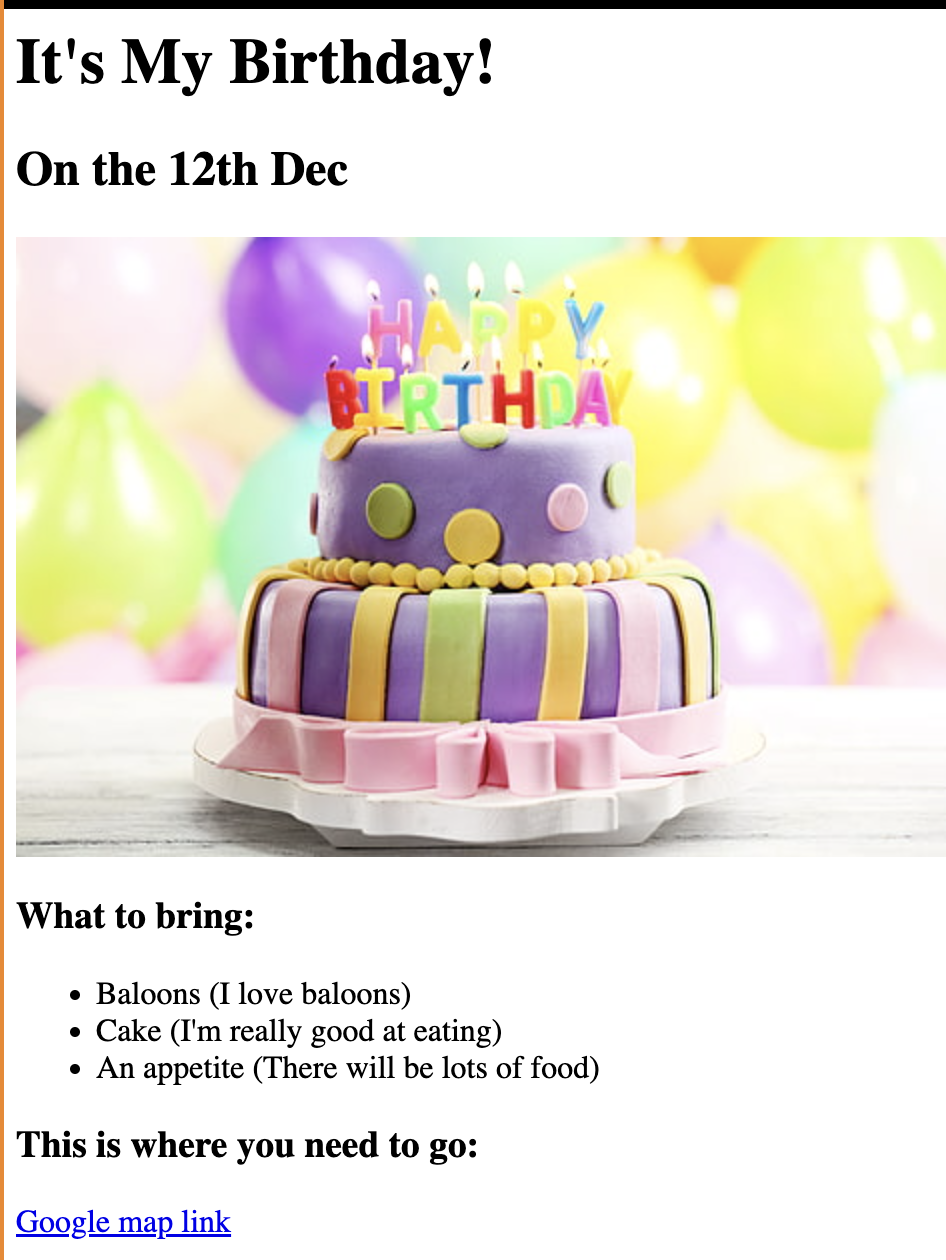 It's My Birthday!
On the 12th Dec
HAPPY
BIRTHDAY
What to bring:
Baloons (I love baloons)
Cake (I'm really good at eating)
An appetite (There will be lots of food)
This is where you need to go:
Google map link